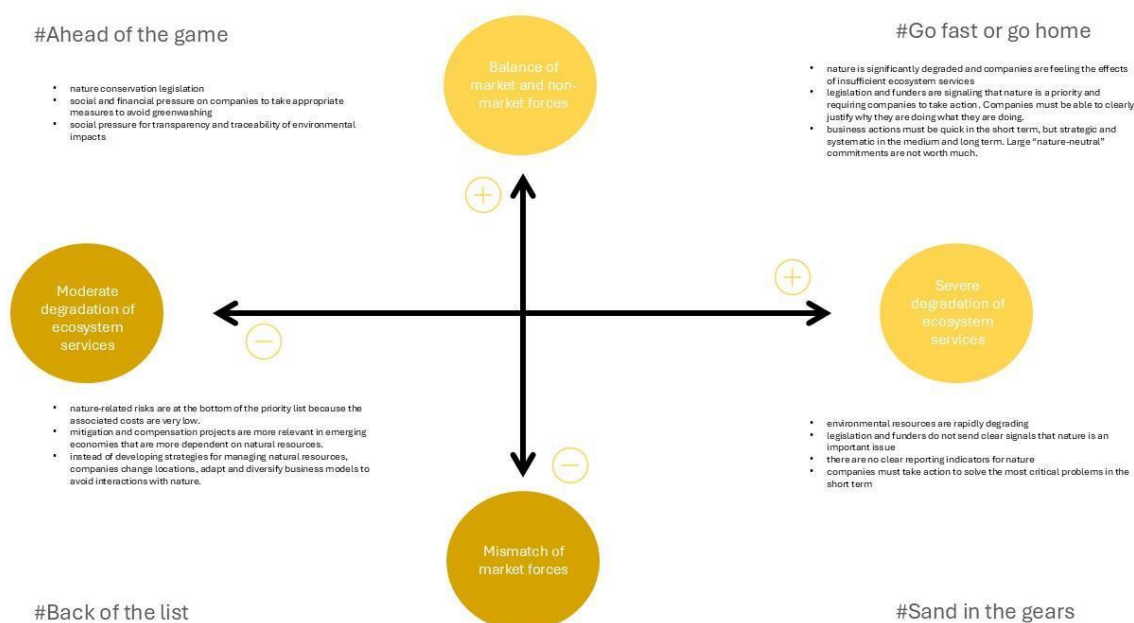 #Ahead of the game
• nature conservation legislation
• social and financial pressure on companies to take appropriate
measures to avoid greenwashing
• social pressure for transparency and traceability of environmental
impacts
Balance of
market and non-
market forces
#Go fast or go home
• nature is significantly degraded and companies are feeling the effects
of insufficient ecosystem services
• legislation and funders are signaling that nature is a priority and
requiring companies to take action. Companies must be able to clearly
justify why they are doing what they are doing.
• business actions must be quick in the short term, but strategic and
systematic in the medium and long term. Large “nature-neutral”
commitments are not worth much.
+
+
Moderate
degradation of
ecosystem
services
−
Severe
degradation of
ecosystem
services
• nature-related risks are at the bottom of the priority list because the
associated costs are very low.
• mitigation and compensation projects are more relevant in emerging
economies that are more dependent on natural resources.
• instead of developing strategies for managing natural resources,
companies change locations, adapt and diversify business models to
avoid interactions with nature.
−
• environmental resources are rapidly degrading
• legislation and funders do not send clear signals that nature is an
important issue
• there are no clear reporting indicators for nature
• companies must take action to solve the most critical problems in the
short term
Mismatch of
market forces
#Back of the list
#Sand in the gears